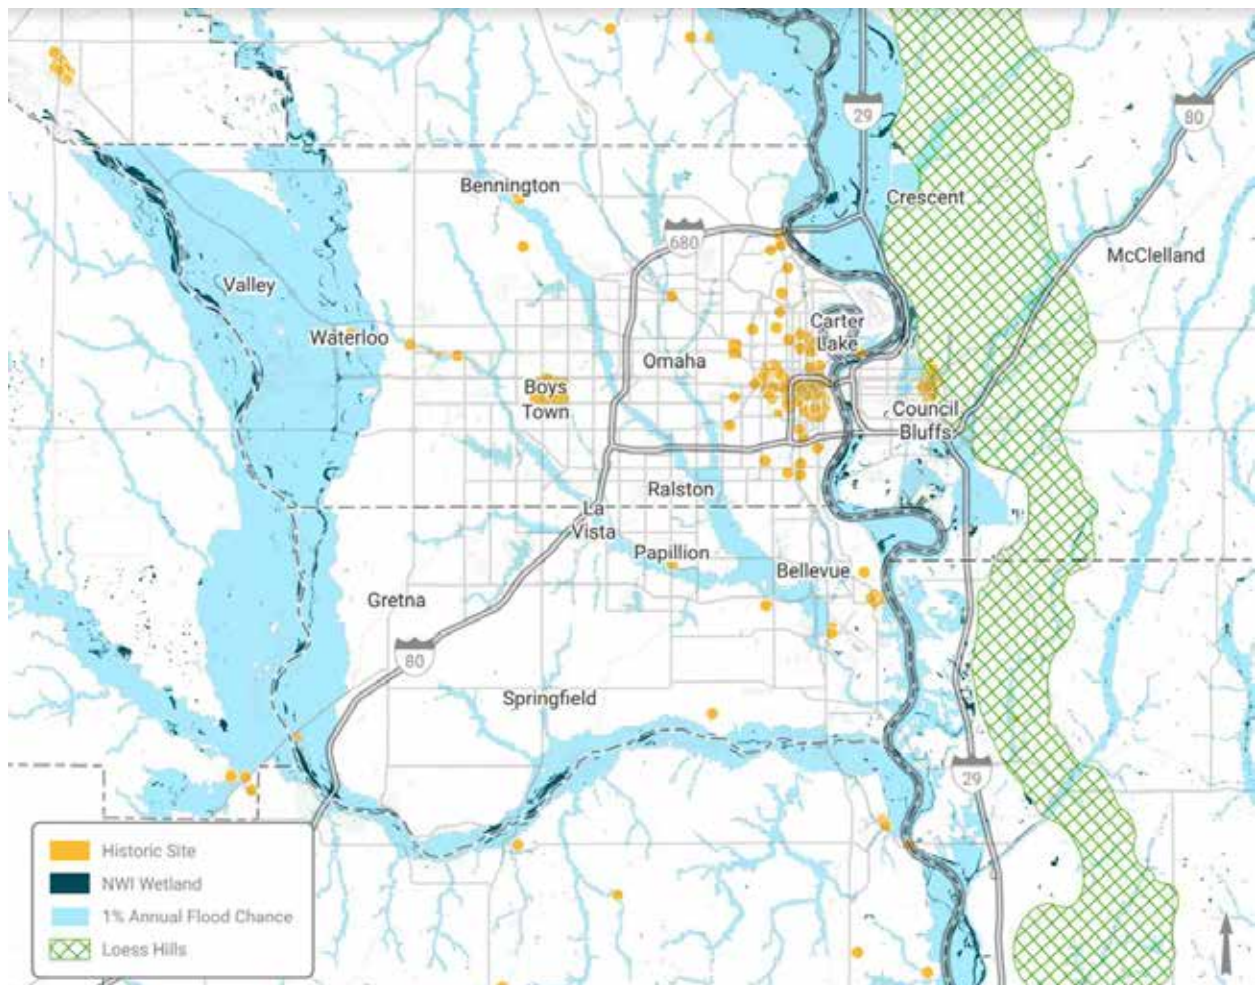 29
80
Bennington
Crescent
680
McClelland
Valley
Waterloo
Carter
Lake
Omaha
Boys
Town
Council
Bluffs
Ralston
La
Vista
Papillion
Bellevue
Gretna
80
Springfield
29
Historic Site
NWI Wetland
1% Annual Flood Chance
Loess Hills